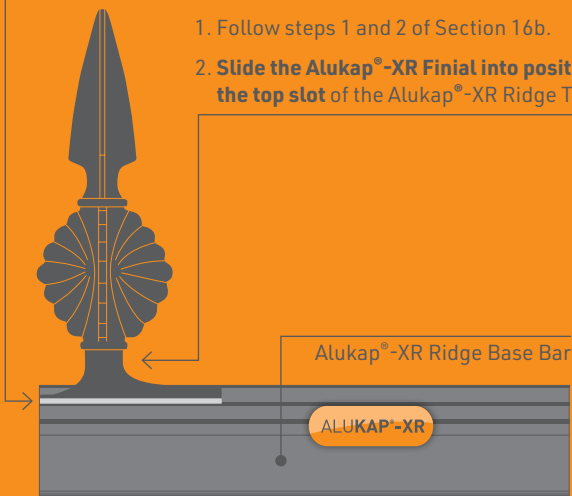 1. Follow steps 1 and 2 of Section 16b.
2. Slide the Alukap®-XR Finial into
the top slot of the Alukap®-XR Ridge
Alukap®-XR Ridge Base Bar
ALUKAP®-XR